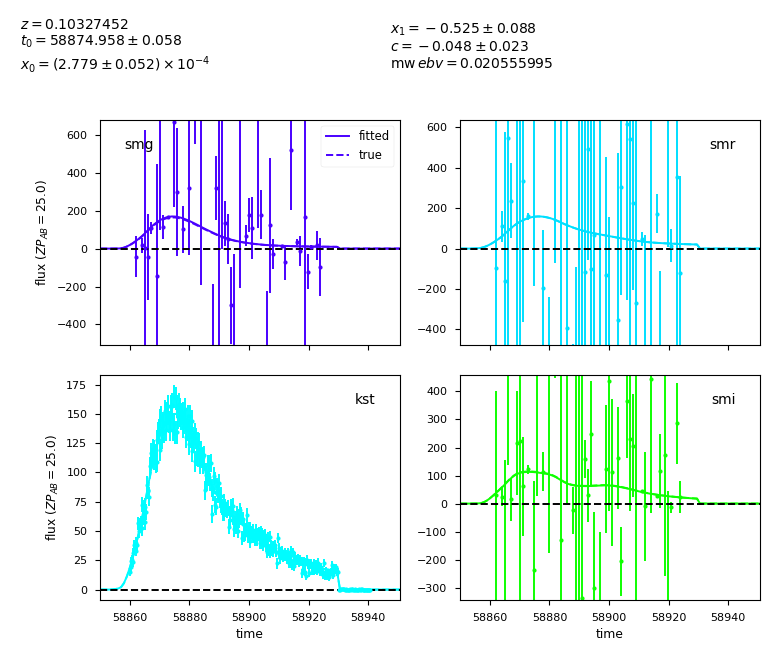 z = 0.10327452
t₀ = 58874.958 ± 0.058
x₀ = (2.779 ± 0.052) × 10⁻⁴
x₁ = −0.525 ± 0.088
c = −0.048 ± 0.023
mw ebv = 0.020555995
smg
fitted
true
600
400
200
0
−200
−400
flux (ZP_AB = 25.0)
smr
600
400
200
0
−200
−400
kst
175
150
125
100
75
50
25
0
flux (ZP_AB = 25.0)
58860 58880 58900 58920 58940
time
smi
400
300
200
100
0
−100
−200
−300
58860 58880 58900 58920 58940
time